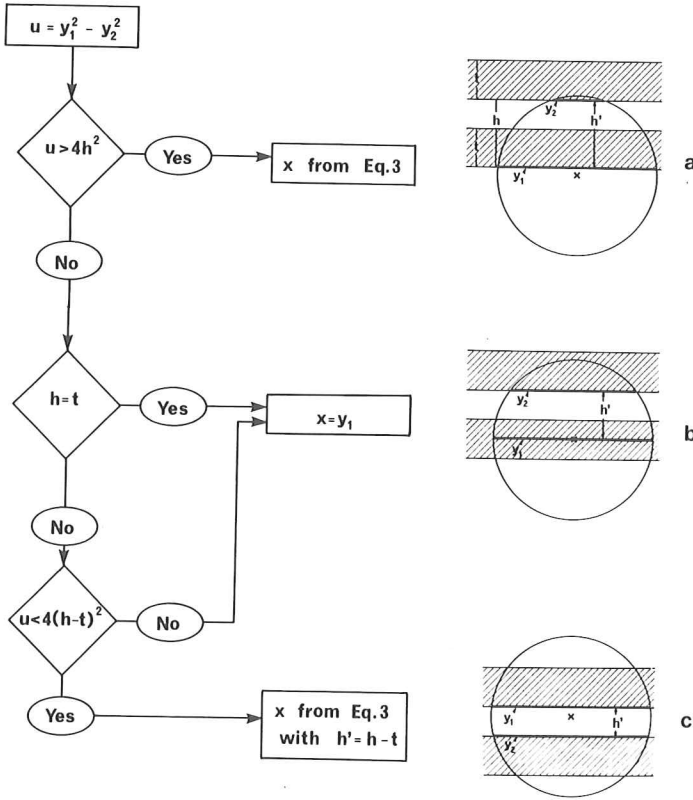 u = y₁² - y₂²
u > 4h²
Yes
x from Eq.3
No
h = t
Yes
x = y₁
No
u < 4(h-t)²
No
Yes
x from Eq.3
with h' = h - t
t
h
y₂
h'
t
y₁
x
a
y₂
h'
y₁
x
b
y₁
x
h'
y₂
c